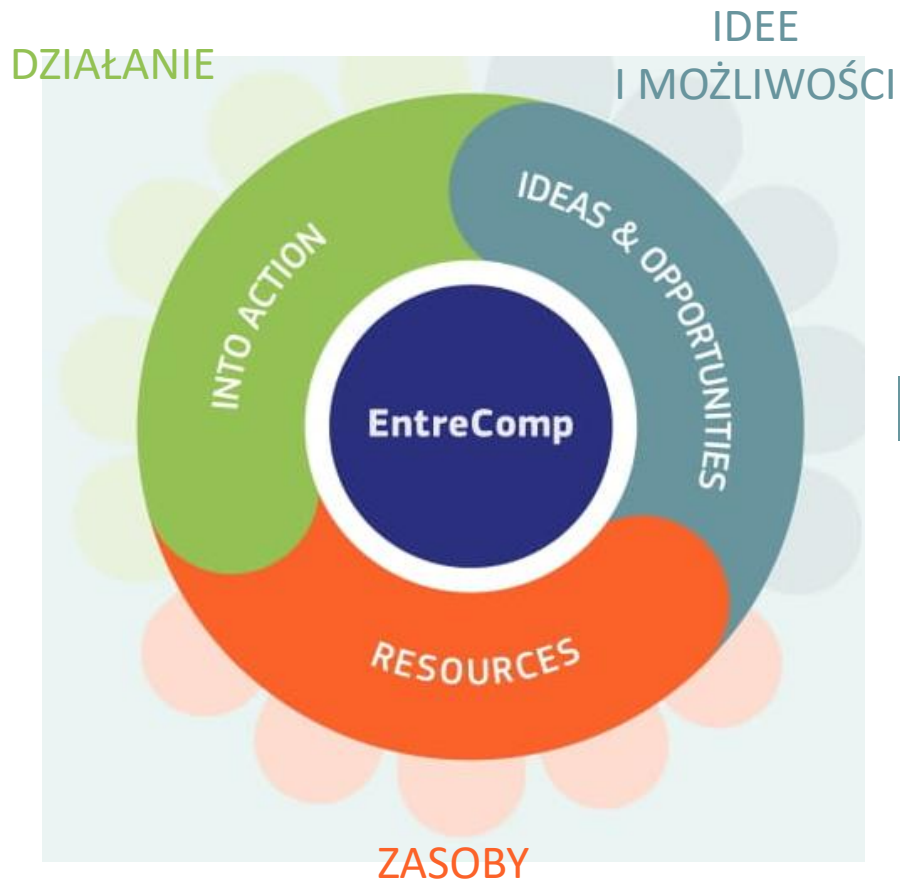 IDEE
I MOŻLIWOŚCI
DZIAŁANIE
IDEAS & OPPORTUNITIES
INTO ACTION
EntreComp
RESOURCES
ZASOBY